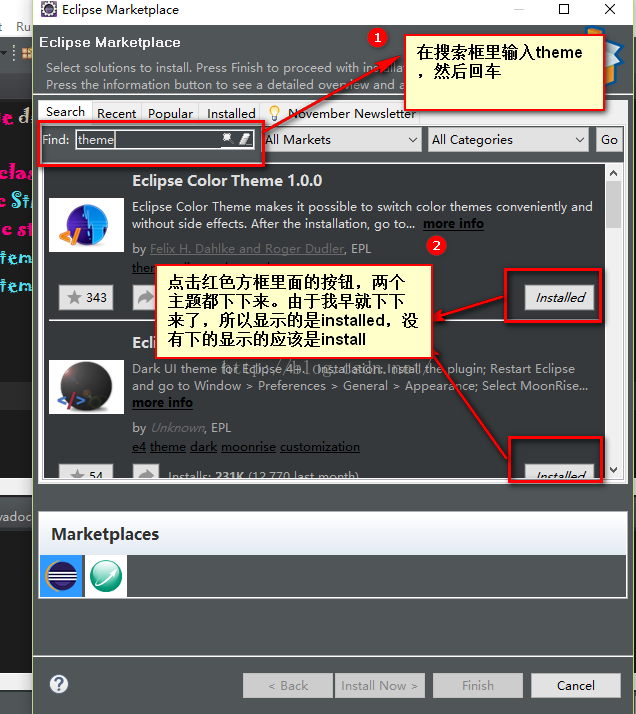 Eclipse Marketplace
Ru
Eclipse Marketplace
1
在搜索框里输入theme
，然后回车
Select solutions to install. Press Finish to proceed with installat
Press the information button to see a detailed overview and a
Search Recent Popular Installed November Newsletter
Find: theme All Markets All Categories Go
Eclipse Color Theme 1.0.0
Eclipse Color Theme makes it possible to switch color themes conveniently and
without side effects. After the installation, go to... more info
by Felix H. Dahlke and Roger Dudler, EPL
2
343 Installed
点击红色方框里面的按钮，两个
主题都下下来。由于我早就下下
来了，所以显示的是installed，没
有下的显示的应该是install
Dark UI theme for Eclipse 4+. Installation: Install the plugin; Restart Eclipse
and go to Window > Preferences > General > Appearance; Select MoonRise...
more info
by Unknown, EPL
e4 theme dark moonrise customization
54 Installs: 231K (12,770 last month) Installed
vadoc
Marketplaces
? < Back Install Now > Finish Cancel